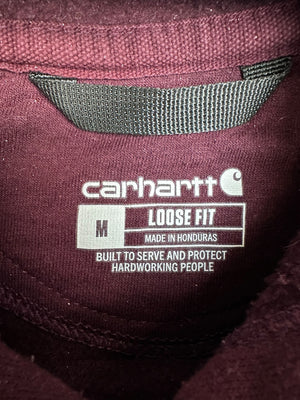 carhartt
M LOOSE FIT
MADE IN HONDURAS
BUILT TO SERVE AND PROTECT
HARDWORKING PEOPLE